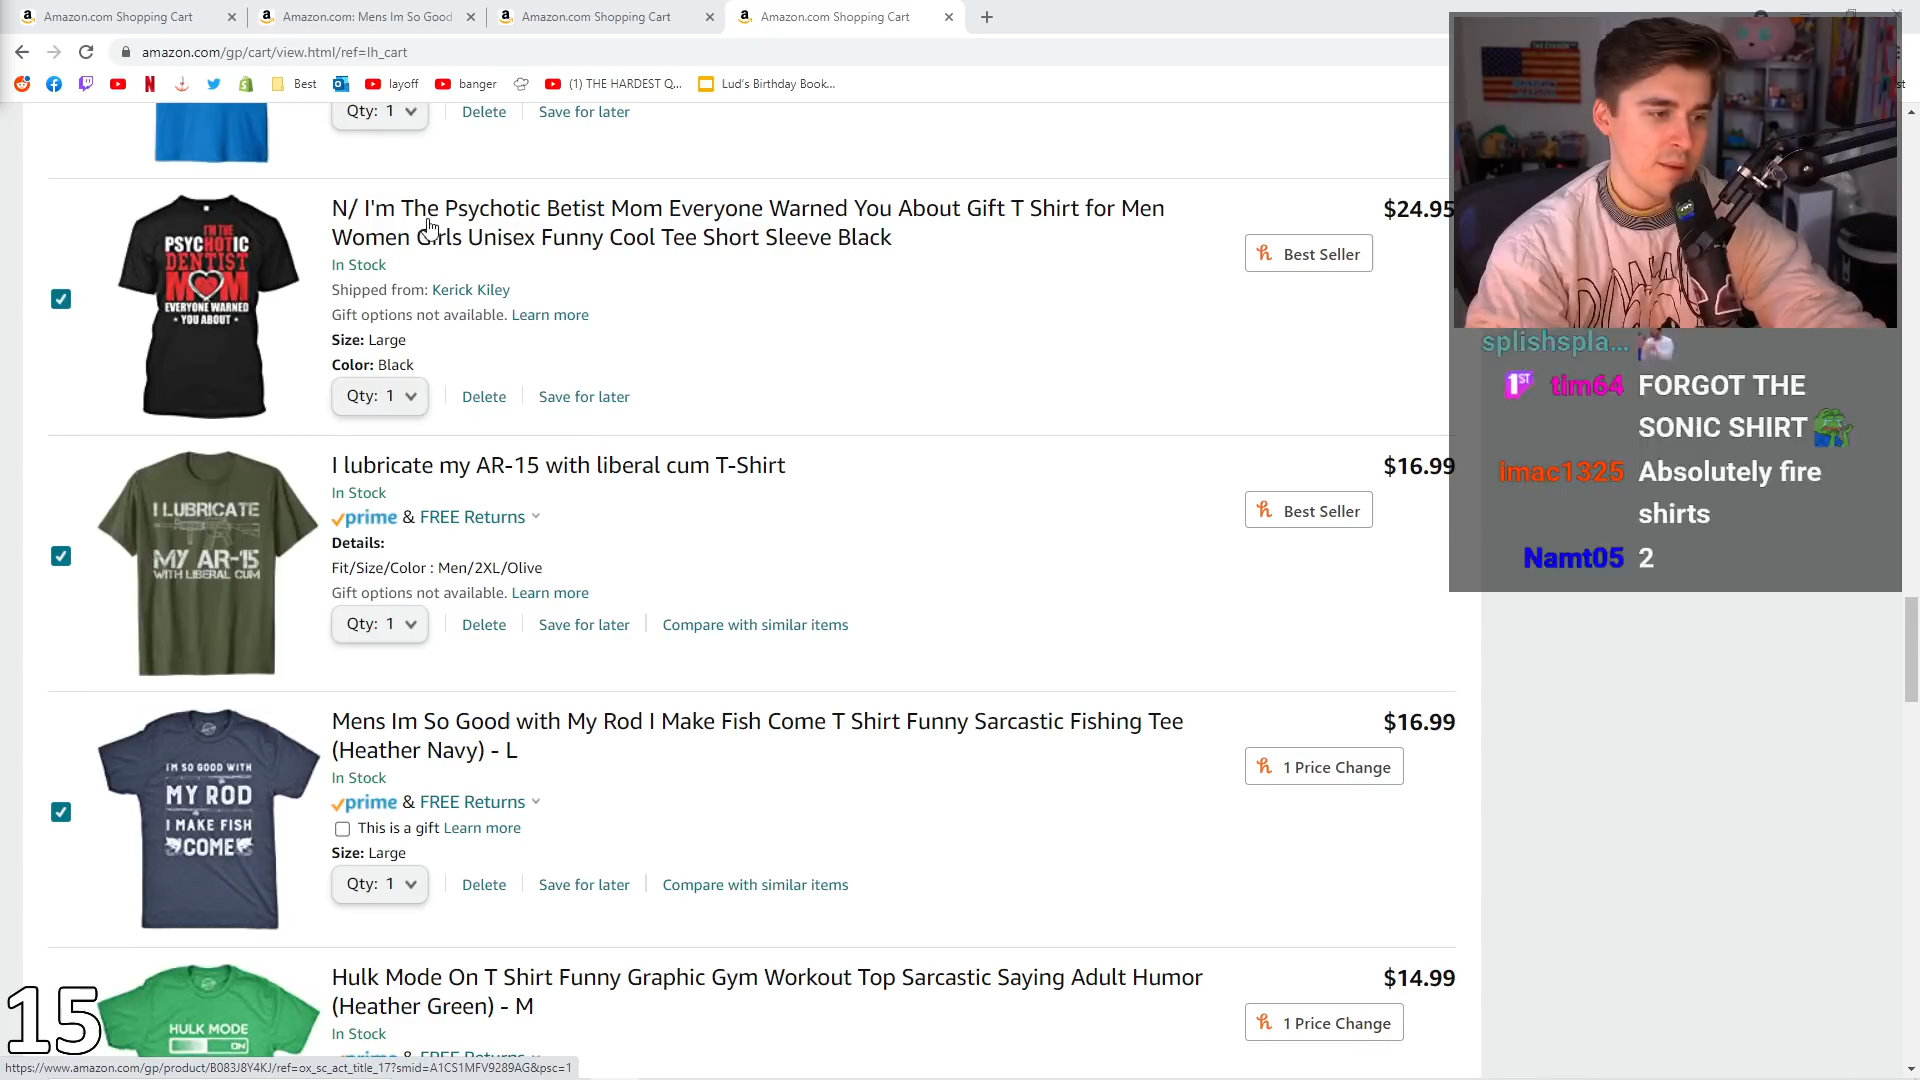 Amazon.com Shopping Cart
Amazon.com: Mens Im So Good
Amazon.com Shopping Cart
Amazon.com Shopping Cart
amazon.com/gp/cart/view.html/ref=lh_cart
Best
layoff
banger
(1) THE HARDEST Q...
Lud's Birthday Book...
Qty: 1
Delete
Save for later
I'M THE
PSYCHOTIC
DENTIST
MOM
EVERYONE WARNED
• YOU ABOUT •
N/ I'm The Psychotic Betist Mom Everyone Warned You About Gift T Shirt for Men
Women Girls Unisex Funny Cool Tee Short Sleeve Black
$24.95
Best Seller
In Stock
Shipped from: Kerick Kiley
Gift options not available. Learn more
Size: Large
Color: Black
Qty: 1
Delete
Save for later
I LUBRICATE
MY AR-15
WITH LIBERAL CUM
I lubricate my AR-15 with liberal cum T-Shirt
$16.99
Best Seller
In Stock
prime & FREE Returns
Details:
Fit/Size/Color : Men/2XL/Olive
Gift options not available. Learn more
Qty: 1
Delete
Save for later
Compare with similar items
I'M SO GOOD WITH
MY ROD
I MAKE FISH
COME
Mens Im So Good with My Rod I Make Fish Come T Shirt Funny Sarcastic Fishing Tee
(Heather Navy) - L
$16.99
1 Price Change
In Stock
prime & FREE Returns
This is a gift Learn more
Size: Large
Qty: 1
Delete
Save for later
Compare with similar items
HULK MODE
ON
Hulk Mode On T Shirt Funny Graphic Gym Workout Top Sarcastic Saying Adult Humor
(Heather Green) - M
$14.99
1 Price Change
In Stock
prime & FREE Returns
15
https://www.amazon.com/gp/product/B083J8Y4KJ/ref=ox_sc_act_title_17?smid=A1CS1MFV9289AG&psc=1
splishspla...
1ST tim64 FORGOT THE
SONIC SHIRT
imac1325 Absolutely fire
shirts
Namt05 2